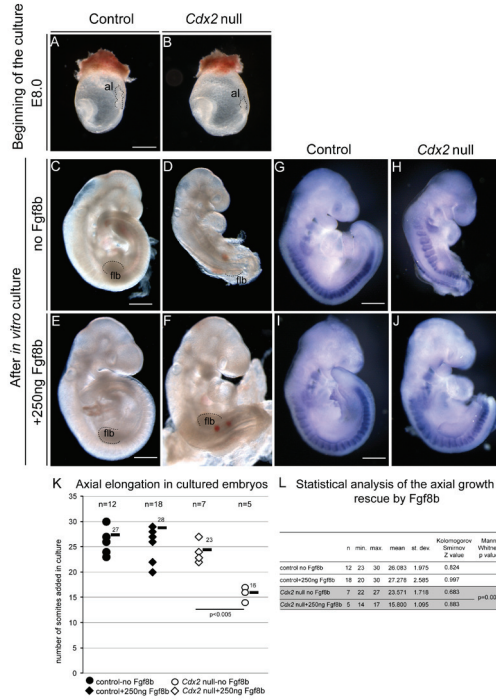 Control
Cdx2 null
Beginning of the culture
E8.0
A
al
B
al
Control
Cdx2 null
After in vitro culture
no Fgf8b
C
flb
D
flb
G
H
+250ng Fgf8b
E
flb
F
flb
I
J
K Axial elongation in cultured embryos
n=12 n=18 n=7 n=5
number of somites added in culture
35
30
25
20
15
10
5
0
27
28
23
16
p<0.005
control-no Fgf8b
control+250ng Fgf8b
Cdx2 null-no Fgf8b
Cdx2 null+250ng Fgf8b
L Statistical analysis of the axial growth
rescue by Fgf8b
n min. max. mean st. dev. Kolomogorov Smirnov Z value Mann Whitney p value
control no Fgf8b 12 23 30 26.083 1.975 0.824
control+250ng Fgf8b 18 20 30 27.278 2.585 0.997
Cdx2 null no Fgf8b 7 22 27 23.571 1.718 0.683
Cdx2 null+250ng Fgf8b 5 14 17 15.800 1.095 0.883